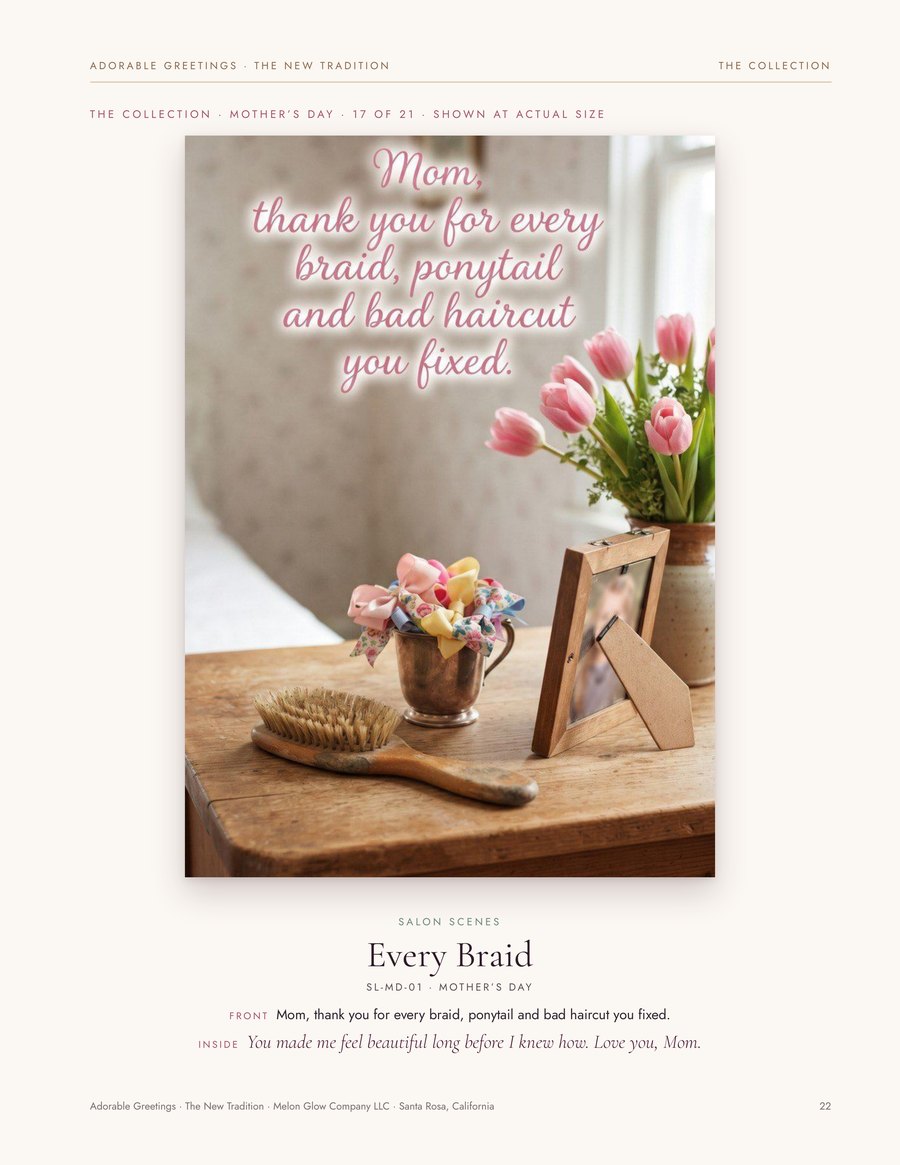 ADORABLE GREETINGS · THE NEW TRADITION
THE COLLECTION
THE COLLECTION · MOTHER’S DAY · 17 OF 21 · SHOWN AT ACTUAL SIZE
Mom,
thank you for every
braid, ponytail
and bad haircut
you fixed.
SALON SCENES
Every Braid
SL-MD-01 · MOTHER’S DAY
FRONT Mom, thank you for every braid, ponytail and bad haircut you fixed.
INSIDE You made me feel beautiful long before I knew how. Love you, Mom.
Adorable Greetings · The New Tradition · Melon Glow Company LLC · Santa Rosa, California
22